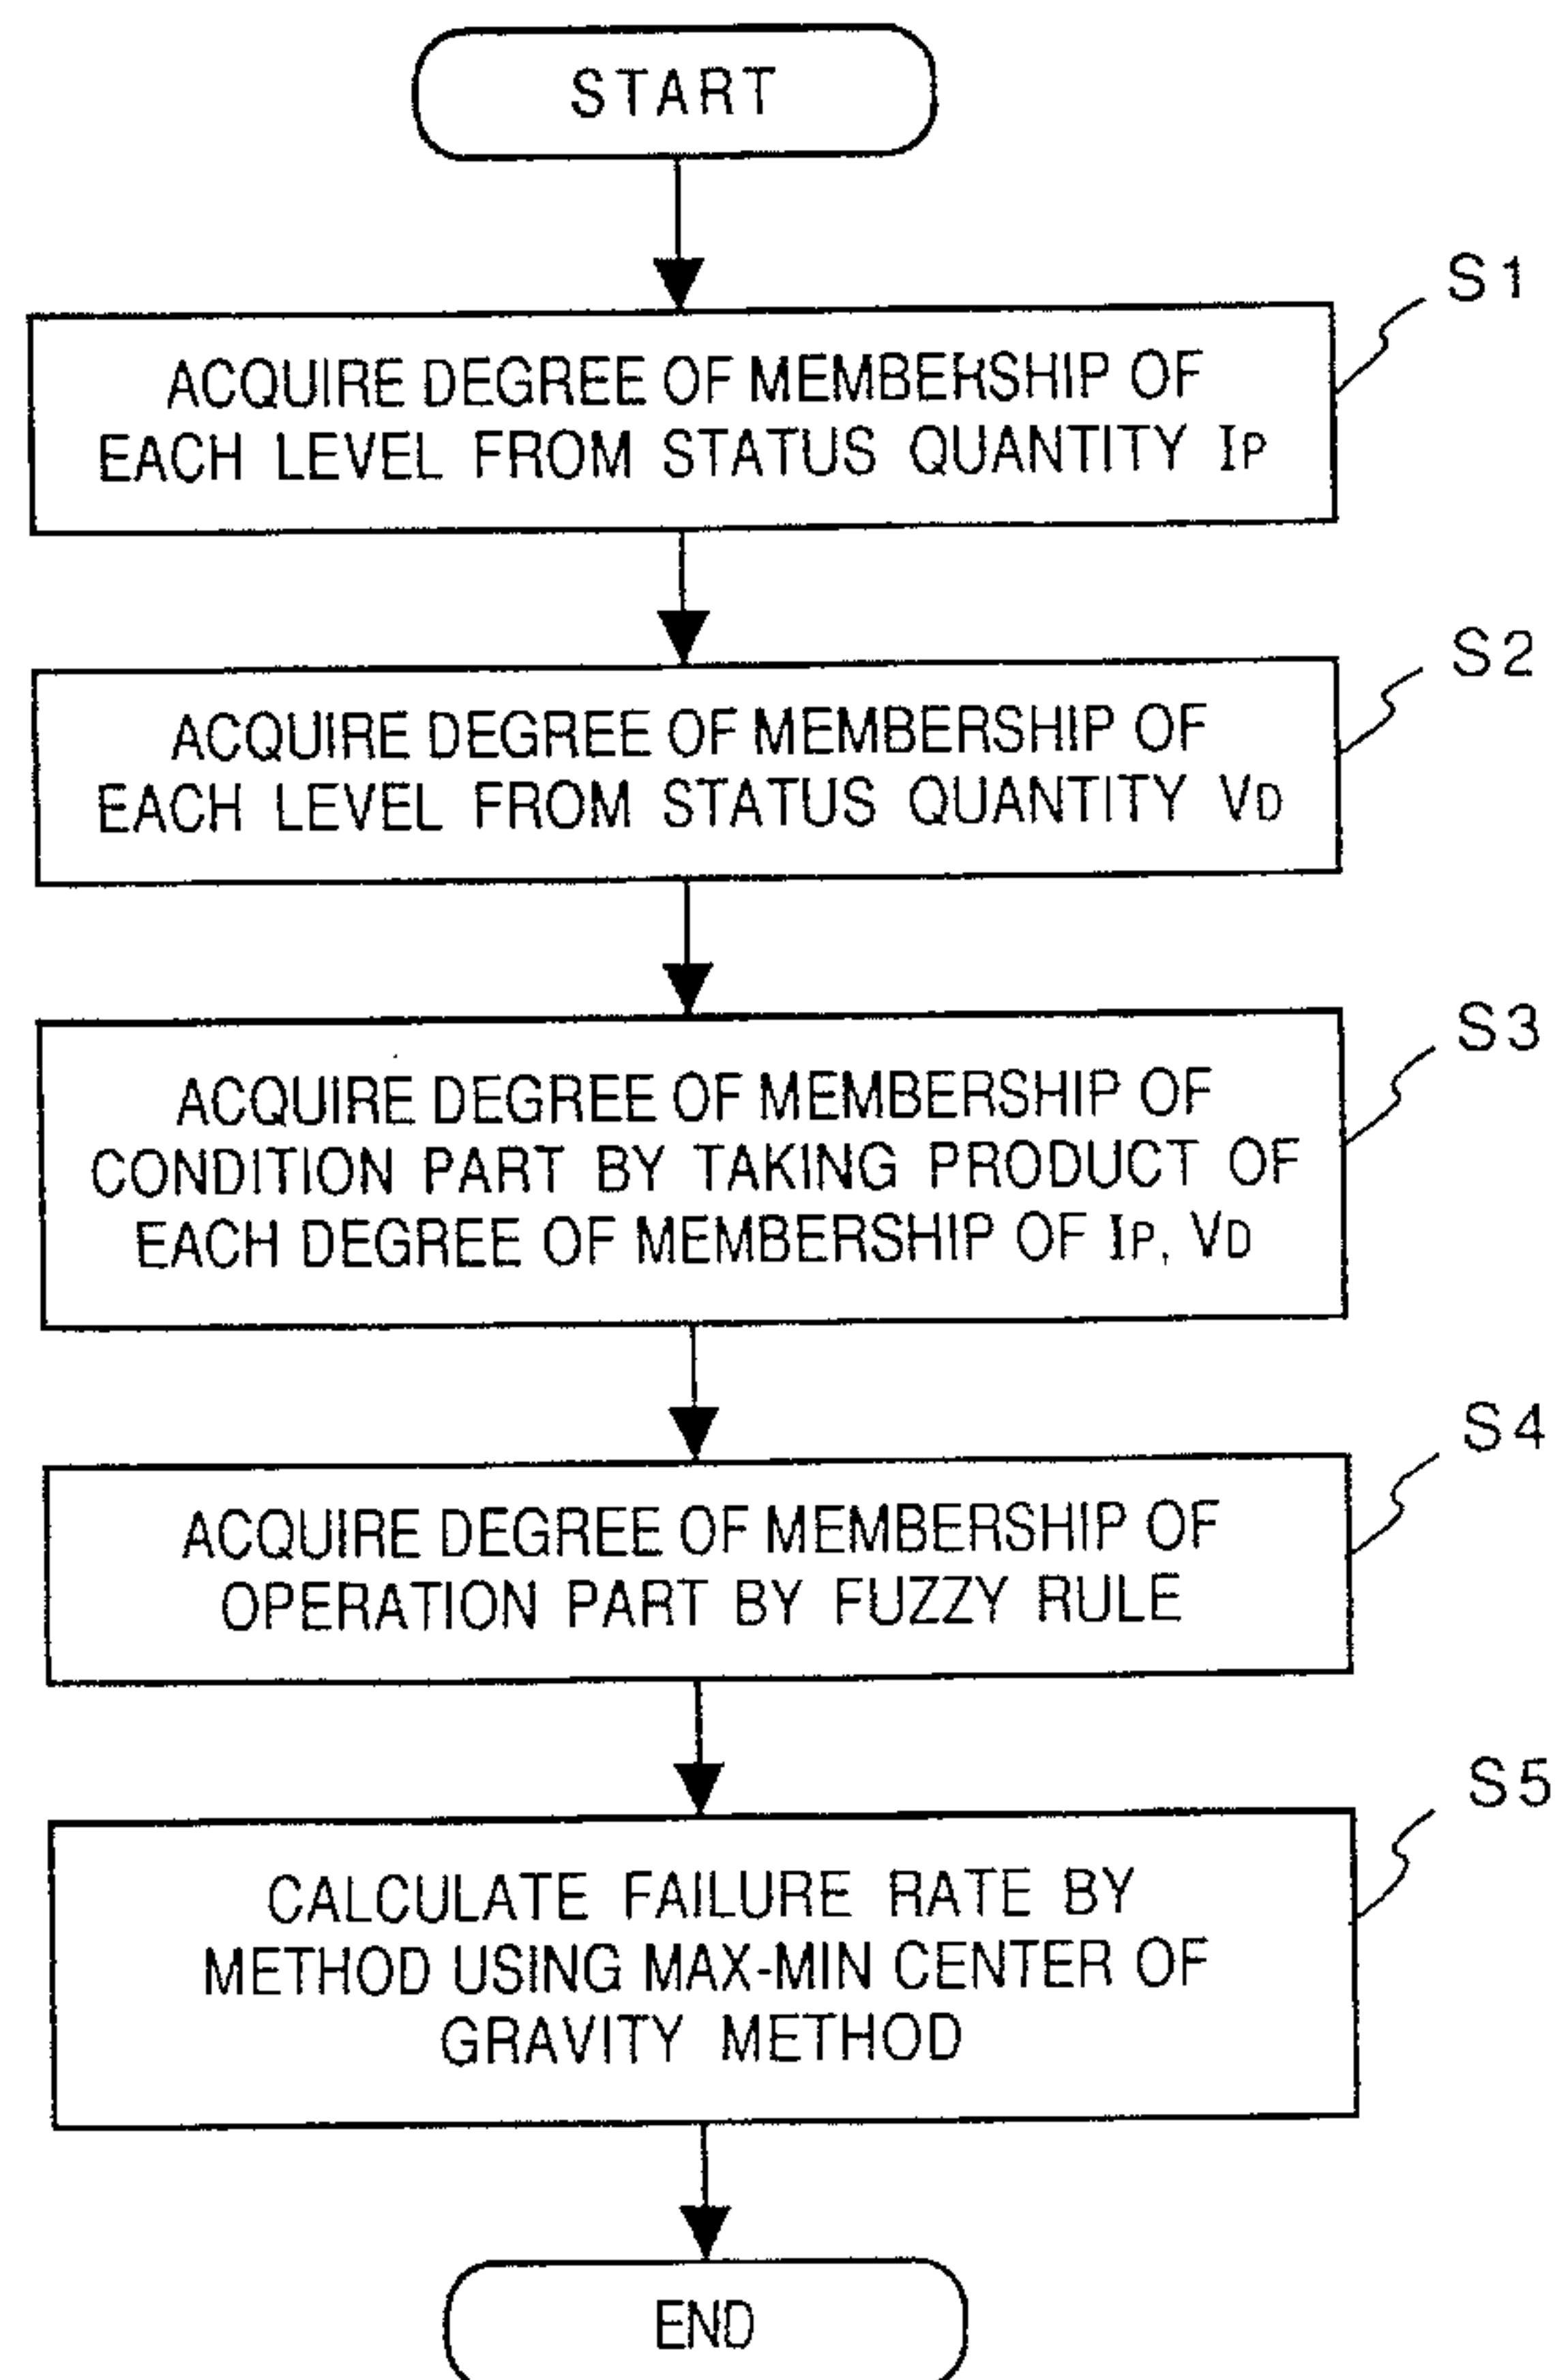 START
S1
ACQUIRE DEGREE OF MEMBERSHIP OF
EACH LEVEL FROM STATUS QUANTITY IP
S2
ACQUIRE DEGREE OF MEMBERSHIP OF
EACH LEVEL FROM STATUS QUANTITY VD
S3
ACQUIRE DEGREE OF MEMBERSHIP OF
CONDITION PART BY TAKING PRODUCT OF
EACH DEGREE OF MEMBERSHIP OF IP, VD
S4
ACQUIRE DEGREE OF MEMBERSHIP OF
OPERATION PART BY FUZZY RULE
S5
CALCULATE FAILURE RATE BY
METHOD USING MAX-MIN CENTER OF
GRAVITY METHOD
END